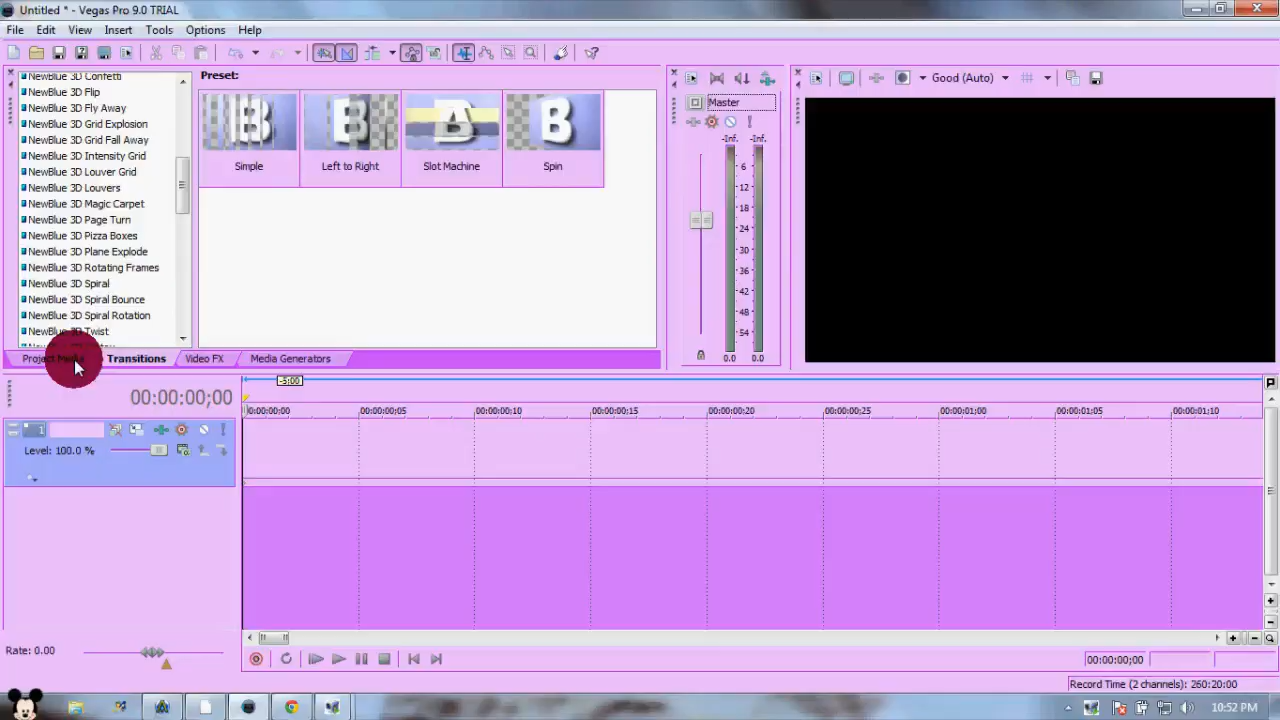 Untitled * - Vegas Pro 9.0 TRIAL
File Edit View Insert Tools Options Help
NewBlue 3D Confetti
NewBlue 3D Flip
NewBlue 3D Fly Away
NewBlue 3D Grid Explosion
NewBlue 3D Grid Fall Away
NewBlue 3D Intensity Grid
NewBlue 3D Louver Grid
NewBlue 3D Louvers
NewBlue 3D Magic Carpet
NewBlue 3D Page Turn
NewBlue 3D Pizza Boxes
NewBlue 3D Plane Explode
NewBlue 3D Rotating Frames
NewBlue 3D Spiral
NewBlue 3D Spiral Bounce
NewBlue 3D Spiral Rotation
NewBlue 3D Twist
Preset:
B B A B
Simple Left to Right Slot Machine Spin
Project Media Transitions Video FX Media Generators
Master
-Inf. -Inf.
6
12
18
24
30
36
42
48
54
0.0 0.0
Good (Auto)
00:00:00;00
-5:00
00:00:00;00 00:00:00;05 00:00:00;10 00:00:00;15 00:00:00;20 00:00:00;25 00:00:01;00 00:00:01;05 00:00:01;10
1
Level: 100.0 %
Rate: 0.00
00:00:00;00
Record Time (2 channels): 260:20:00
10:52 PM